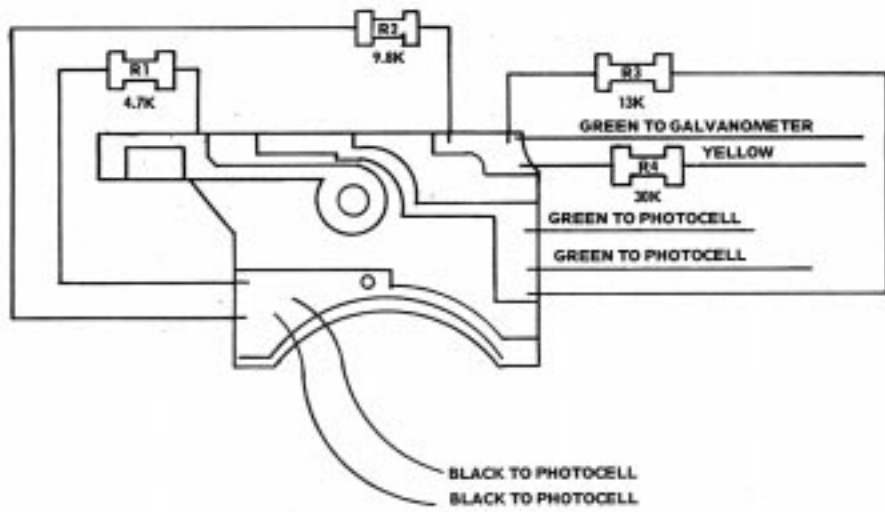 R2
9.8K
R1
4.7K
R3
13K
GREEN TO GALVANOMETER
YELLOW
R4
30K
GREEN TO PHOTOCELL
GREEN TO PHOTOCELL
BLACK TO PHOTOCELL
BLACK TO PHOTOCELL